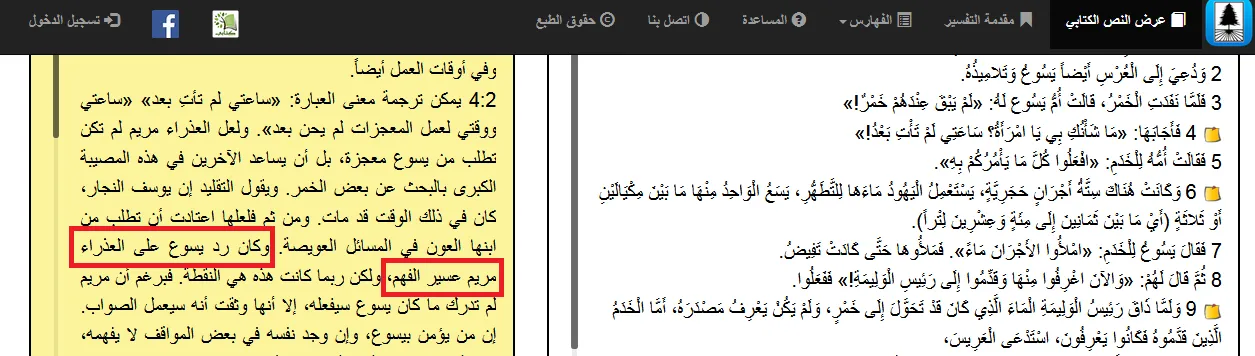 عرض النص الكتابي
مقدمة التفسير
الفهارس
المساعدة
اتصل بنا
حقوق الطبع
تسجيل الدخول
كتابي
2 وَدُعِيَ إِلَى الْعُرْسِ أَيْضاً يَسُوعُ وَتَلامِيذُهُ.
3 فَلَمَّا نَفَدَتِ الْخَمْرُ، قَالَتْ أُمُّ يَسُوعَ لَهُ: «لَمْ يَبْقَ عِنْدَهُمْ خَمْرٌ!»
4 فَأَجَابَهَا: «مَا شَأْنُكِ بِي يَا امْرَأَةُ؟ سَاعَتِي لَمْ تَأْتِ بَعْدُ!»
5 فَقَالَتْ أُمُّهُ لِلْخَدَمِ: «افْعَلُوا كُلَّ مَا يَأْمُرُكُمْ بِهِ».
6 وَكَانَتْ هُنَاكَ سِتَّةُ أَجْرَانٍ حَجَرِيَّةٍ، يَسْتَعْمِلُ الْيَهُودُ مَاءَهَا لِلتَّطَهُّرِ، يَسَعُ الْوَاحِدُ مِنْهَا مَا بَيْنَ مِكْيَالَيْنِ
أَوْ ثَلاثَةٍ (أَيْ مَا بَيْنَ ثَمَانِينَ إِلَى مِئَةٍ وَعِشْرِينَ لِتْراً).
7 فَقَالَ يَسُوعُ لِلْخَدَمِ: «امْلأُوا الأَجْرَانَ مَاءً». فَمَلأُوهَا حَتَّى كَادَتْ تَفِيضُ.
8 ثُمَّ قَالَ لَهُمْ: «وَالآنَ اغْرِفُوا مِنْهَا وَقَدِّمُوا إِلَى رَئِيسِ الْوَلِيمَةِ!» فَفَعَلُوا.
9 وَلَمَّا ذَاقَ رَئِيسُ الْوَلِيمَةِ الْمَاءَ الَّذِي كَانَ قَدْ تَحَوَّلَ إِلَى خَمْرٍ، وَلَمْ يَكُنْ يَعْرِفُ مَصْدَرَهُ، أَمَّا الْخَدَمُ
الَّذِينَ قَدَّمُوهُ فَكَانُوا يَعْرِفُونَ، اسْتَدْعَى الْعَرِيسَ،
وفي أوقات العمل أيضاً.
4:2 يمكن ترجمة معنى العبارة: «ساعتي لم تأتِ بعد» «ساعتي
ووقتي لعمل المعجزات لم يحن بعد». ولعل العذراء مريم لم تكن
تطلب من يسوع معجزة، بل أن يساعد الآخرين في هذه المصيبة
الكبرى بالبحث عن بعض الخمر. ويقول التقليد إن يوسف النجار،
كان في ذلك الوقت قد مات. ومن ثم فلعلها اعتادت أن تطلب من
ابنها العون في المسائل العويصة. وكان رد يسوع على العذراء
مريم عسير الفهم، ولكن ربما كانت هذه هي النقطة. فبرغم أن مريم
لم تدرك ما كان يسوع سيفعله، إلا أنها وثقت أنه سيعمل الصواب.
إن من يؤمن بيسوع، وإن وجد نفسه في بعض المواقف لا يفهمه،